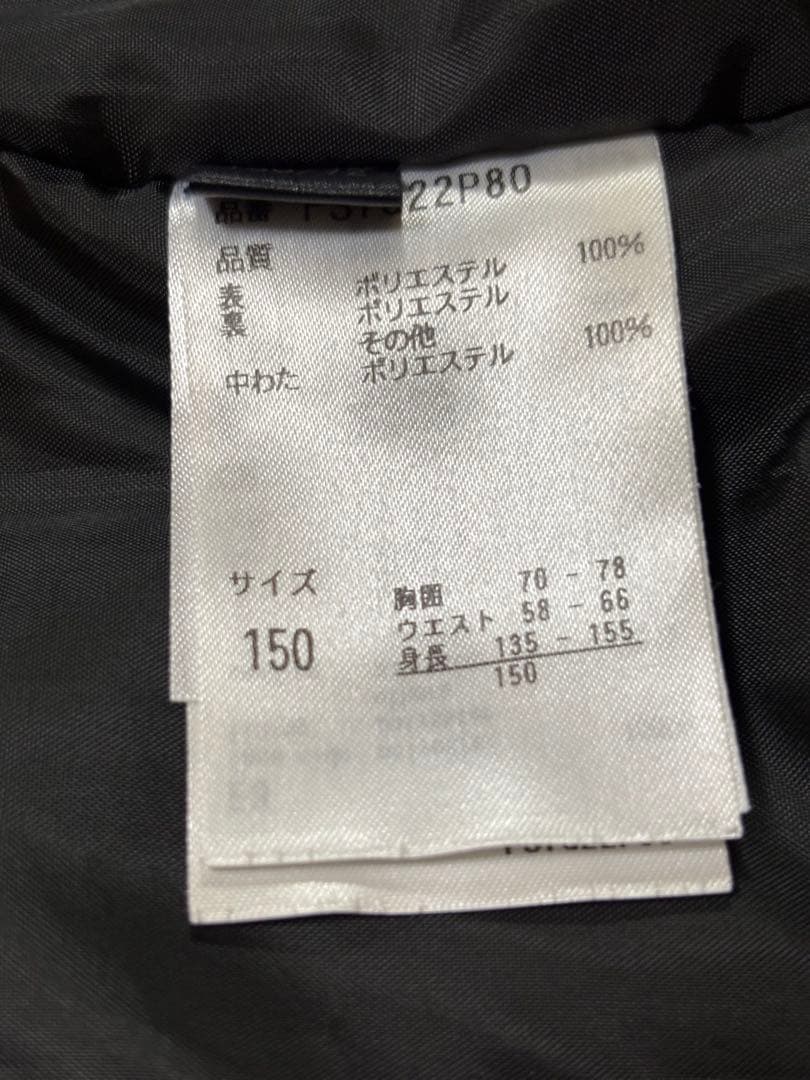 品番 22P80
品質
表 ポリエステル 100%
裏 ポリエステル
その他
中わた ポリエステル 100%
サイズ
150
胸囲 70 - 78
ウエスト 58 - 66
身長 135 - 155
150